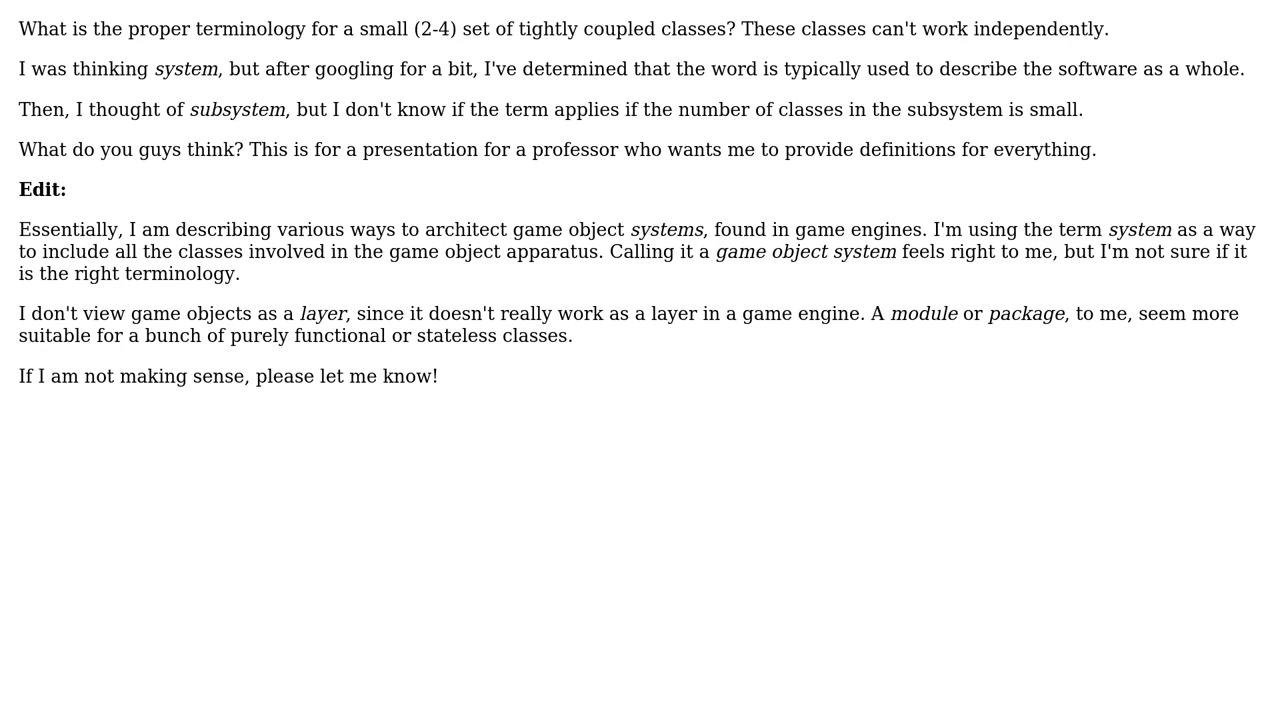 What is the proper terminology for a small (2-4) set of tightly coupled classes? These classes can't work independently.
I was thinking system, but after googling for a bit, I've determined that the word is typically used to describe the software as a whole.
Then, I thought of subsystem, but I don't know if the term applies if the number of classes in the subsystem is small.
What do you guys think? This is for a presentation for a professor who wants me to provide definitions for everything.
Edit:
Essentially, I am describing various ways to architect game object systems, found in game engines. I'm using the term system as a way
to include all the classes involved in the game object apparatus. Calling it a game object system feels right to me, but I'm not sure if it
is the right terminology.
I don't view game objects as a layer, since it doesn't really work as a layer in a game engine. A module or package, to me, seem more
suitable for a bunch of purely functional or stateless classes.
If I am not making sense, please let me know!